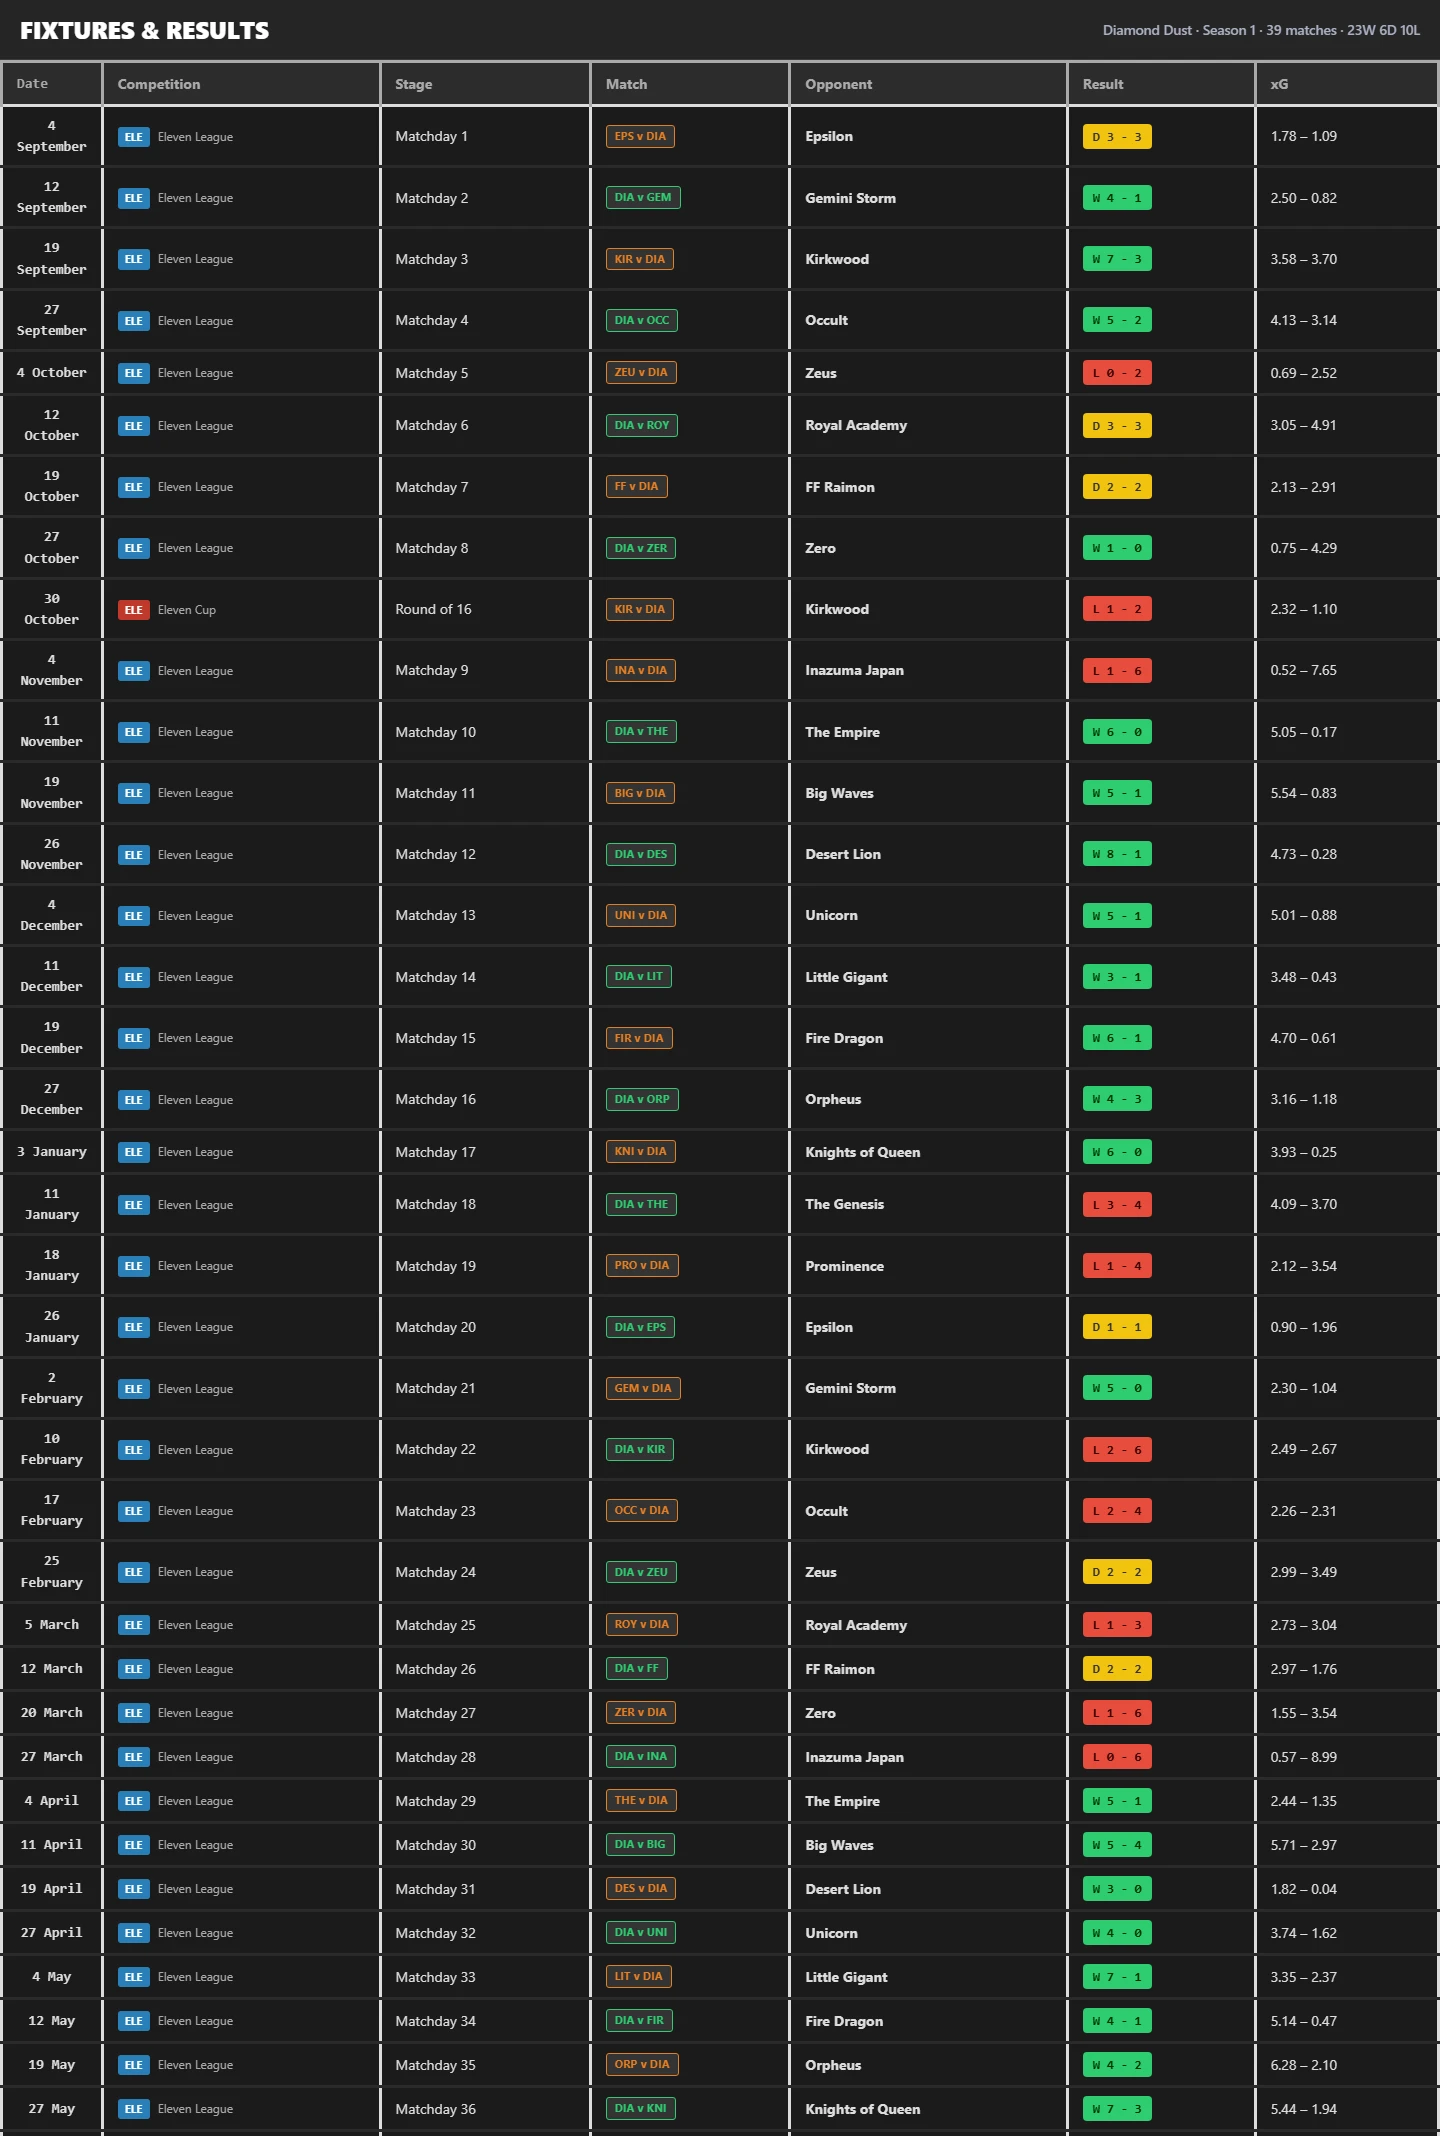 FIXTURES & RESULTS
Diamond Dust · Season 1 · 39 matches · 23W 6D 10L
Date Competition Stage Match Opponent Result xG
4 September ELE Eleven League Matchday 1 EPS v DIA Epsilon D 3 - 3 1.78 – 1.09
12 September ELE Eleven League Matchday 2 DIA v GEM Gemini Storm W 4 - 1 2.50 – 0.82
19 September ELE Eleven League Matchday 3 KIR v DIA Kirkwood W 7 - 3 3.58 – 3.70
27 September ELE Eleven League Matchday 4 DIA v OCC Occult W 5 - 2 4.13 – 3.14
4 October ELE Eleven League Matchday 5 ZEU v DIA Zeus L 0 - 2 0.69 – 2.52
12 October ELE Eleven League Matchday 6 DIA v ROY Royal Academy D 3 - 3 3.05 – 4.91
19 October ELE Eleven League Matchday 7 FF v DIA FF Raimon D 2 - 2 2.13 – 2.91
27 October ELE Eleven League Matchday 8 DIA v ZER Zero W 1 - 0 0.75 – 4.29
30 October ELE Eleven Cup Round of 16 KIR v DIA Kirkwood L 1 - 2 2.32 – 1.10
4 November ELE Eleven League Matchday 9 INA v DIA Inazuma Japan L 1 - 6 0.52 – 7.65
11 November ELE Eleven League Matchday 10 DIA v THE The Empire W 6 - 0 5.05 – 0.17
19 November ELE Eleven League Matchday 11 BIG v DIA Big Waves W 5 - 1 5.54 – 0.83
26 November ELE Eleven League Matchday 12 DIA v DES Desert Lion W 8 - 1 4.73 – 0.28
4 December ELE Eleven League Matchday 13 UNI v DIA Unicorn W 5 - 1 5.01 – 0.88
11 December ELE Eleven League Matchday 14 DIA v LIT Little Gigant W 3 - 1 3.48 – 0.43
19 December ELE Eleven League Matchday 15 FIR v DIA Fire Dragon W 6 - 1 4.70 – 0.61
27 December ELE Eleven League Matchday 16 DIA v ORP Orpheus W 4 - 3 3.16 – 1.18
3 January ELE Eleven League Matchday 17 KNI v DIA Knights of Queen W 6 - 0 3.93 – 0.25
11 January ELE Eleven League Matchday 18 DIA v THE The Genesis L 3 - 4 4.09 – 3.70
18 January ELE Eleven League Matchday 19 PRO v DIA Prominence L 1 - 4 2.12 – 3.54
26 January ELE Eleven League Matchday 20 DIA v EPS Epsilon D 1 - 1 0.90 – 1.96
2 February ELE Eleven League Matchday 21 GEM v DIA Gemini Storm W 5 - 0 2.30 – 1.04
10 February ELE Eleven League Matchday 22 DIA v KIR Kirkwood L 2 - 6 2.49 – 2.67
17 February ELE Eleven League Matchday 23 OCC v DIA Occult L 2 - 4 2.26 – 2.31
25 February ELE Eleven League Matchday 24 DIA v ZEU Zeus D 2 - 2 2.99 – 3.49
5 March ELE Eleven League Matchday 25 ROY v DIA Royal Academy L 1 - 3 2.73 – 3.04
12 March ELE Eleven League Matchday 26 DIA v FF FF Raimon D 2 - 2 2.97 – 1.76
20 March ELE Eleven League Matchday 27 ZER v DIA Zero L 1 - 6 1.55 – 3.54
27 March ELE Eleven League Matchday 28 DIA v INA Inazuma Japan L 0 - 6 0.57 – 8.99
4 April ELE Eleven League Matchday 29 THE v DIA The Empire W 5 - 1 2.44 – 1.35
11 April ELE Eleven League Matchday 30 DIA v BIG Big Waves W 5 - 4 5.71 – 2.97
19 April ELE Eleven League Matchday 31 DES v DIA Desert Lion W 3 - 0 1.82 – 0.04
27 April ELE Eleven League Matchday 32 DIA v UNI Unicorn W 4 - 0 3.74 – 1.62
4 May ELE Eleven League Matchday 33 LIT v DIA Little Gigant W 7 - 1 3.35 – 2.37
12 May ELE Eleven League Matchday 34 DIA v FIR Fire Dragon W 4 - 1 5.14 – 0.47
19 May ELE Eleven League Matchday 35 ORP v DIA Orpheus W 4 - 2 6.28 – 2.10
27 May ELE Eleven League Matchday 36 DIA v KNI Knights of Queen W 7 - 3 5.44 – 1.94